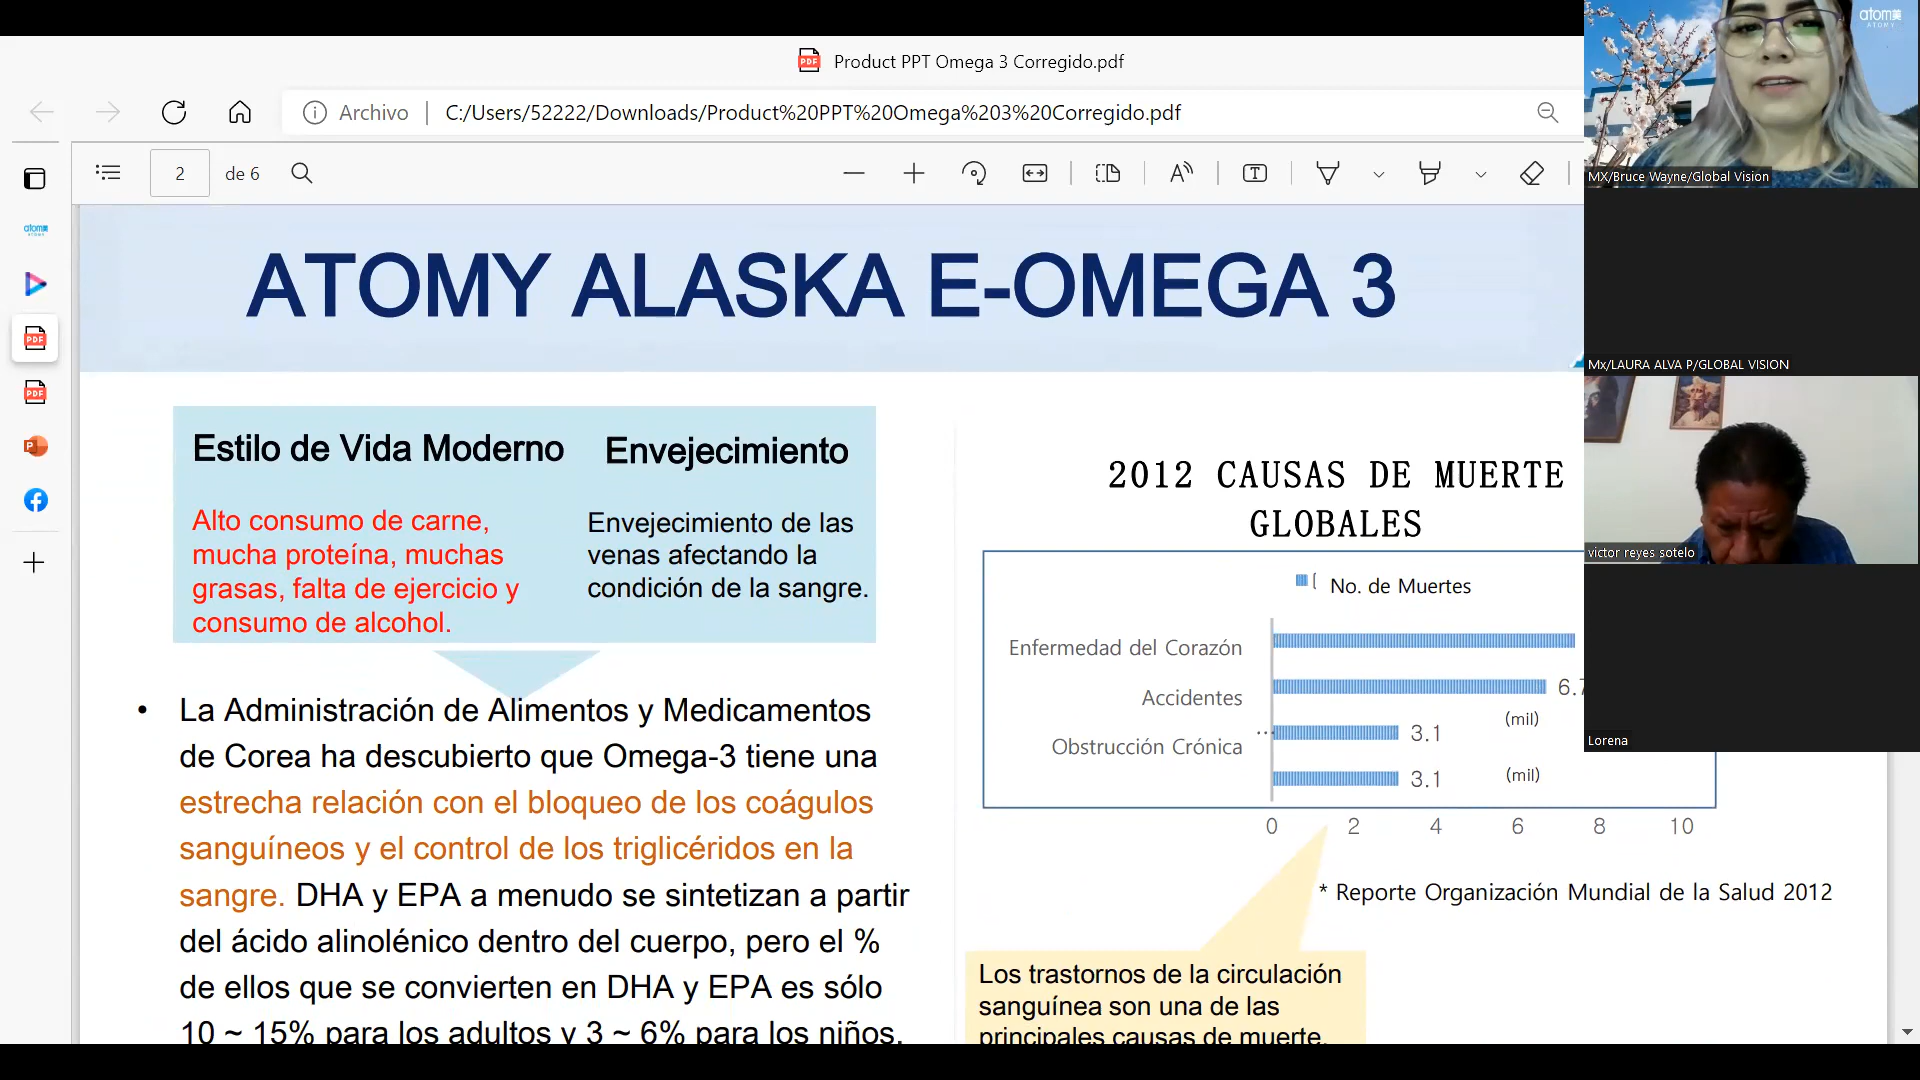 Product PPT Omega 3 Corregido.pdf
Archivo
C:/Users/52222/Downloads/Product%20PPT%20Omega%203%20Corregido.pdf
2
de 6
ATOMY ALASKA E-OMEGA 3
Estilo de Vida Moderno
Alto consumo de carne,
mucha proteína, muchas
grasas, falta de ejercicio y
consumo de alcohol.
Envejecimiento
Envejecimiento de las
venas afectando la
condición de la sangre.
• La Administración de Alimentos y Medicamentos
de Corea ha descubierto que Omega-3 tiene una
estrecha relación con el bloqueo de los coágulos
sanguíneos y el control de los triglicéridos en la
sangre. DHA y EPA a menudo se sintetizan a partir
del ácido alinolénico dentro del cuerpo, pero el %
de ellos que se convierten en DHA y EPA es sólo
10 ~ 15% para los adultos y 3 ~ 6% para los niños.
2012 CAUSAS DE MUERTE
GLOBALES
No. de Muertes
Enfermedad del Corazón
Accidentes
6.7
(mil)
Obstrucción Crónica
3.1
(mil)
3.1
0 2 4 6 8 10
* Reporte Organización Mundial de la Salud 2012
Los trastornos de la circulación
sanguínea son una de las
principales causas de muerte.
atom美
ATOMY
MX/Bruce Wayne/Global Vision
Mx/LAURA ALVA P/GLOBAL VISION
victor reyes sotelo
Lorena